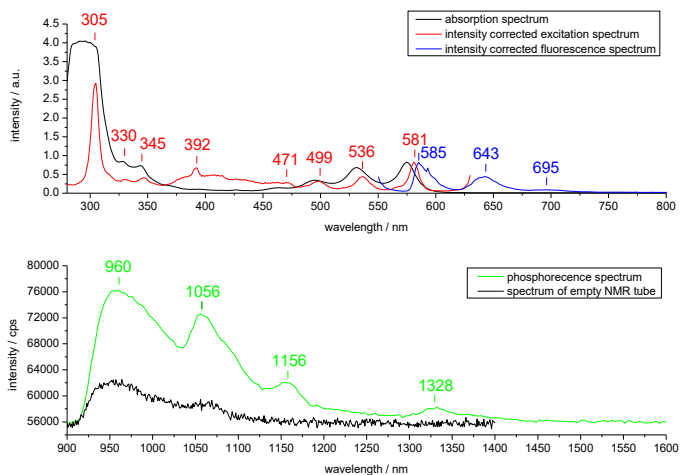 305
330
345
392
471
499
536
581
585
643
695
absorption spectrum
intensity corrected excitation spectrum
intensity corrected fluorescence spectrum
intensity / a.u.
4.5
4.0
3.5
3.0
2.5
2.0
1.5
1.0
0.5
0.0
300 350 400 450 500 550 600 650 700 750 800
wavelength / nm
960
1056
1156
1328
phosphorecence spectrum
spectrum of empty NMR tube
intensity / cps
80000
76000
72000
68000
64000
60000
56000
900 950 1000 1050 1100 1150 1200 1250 1300 1350 1400 1450 1500 1550 1600
wavelength / nm